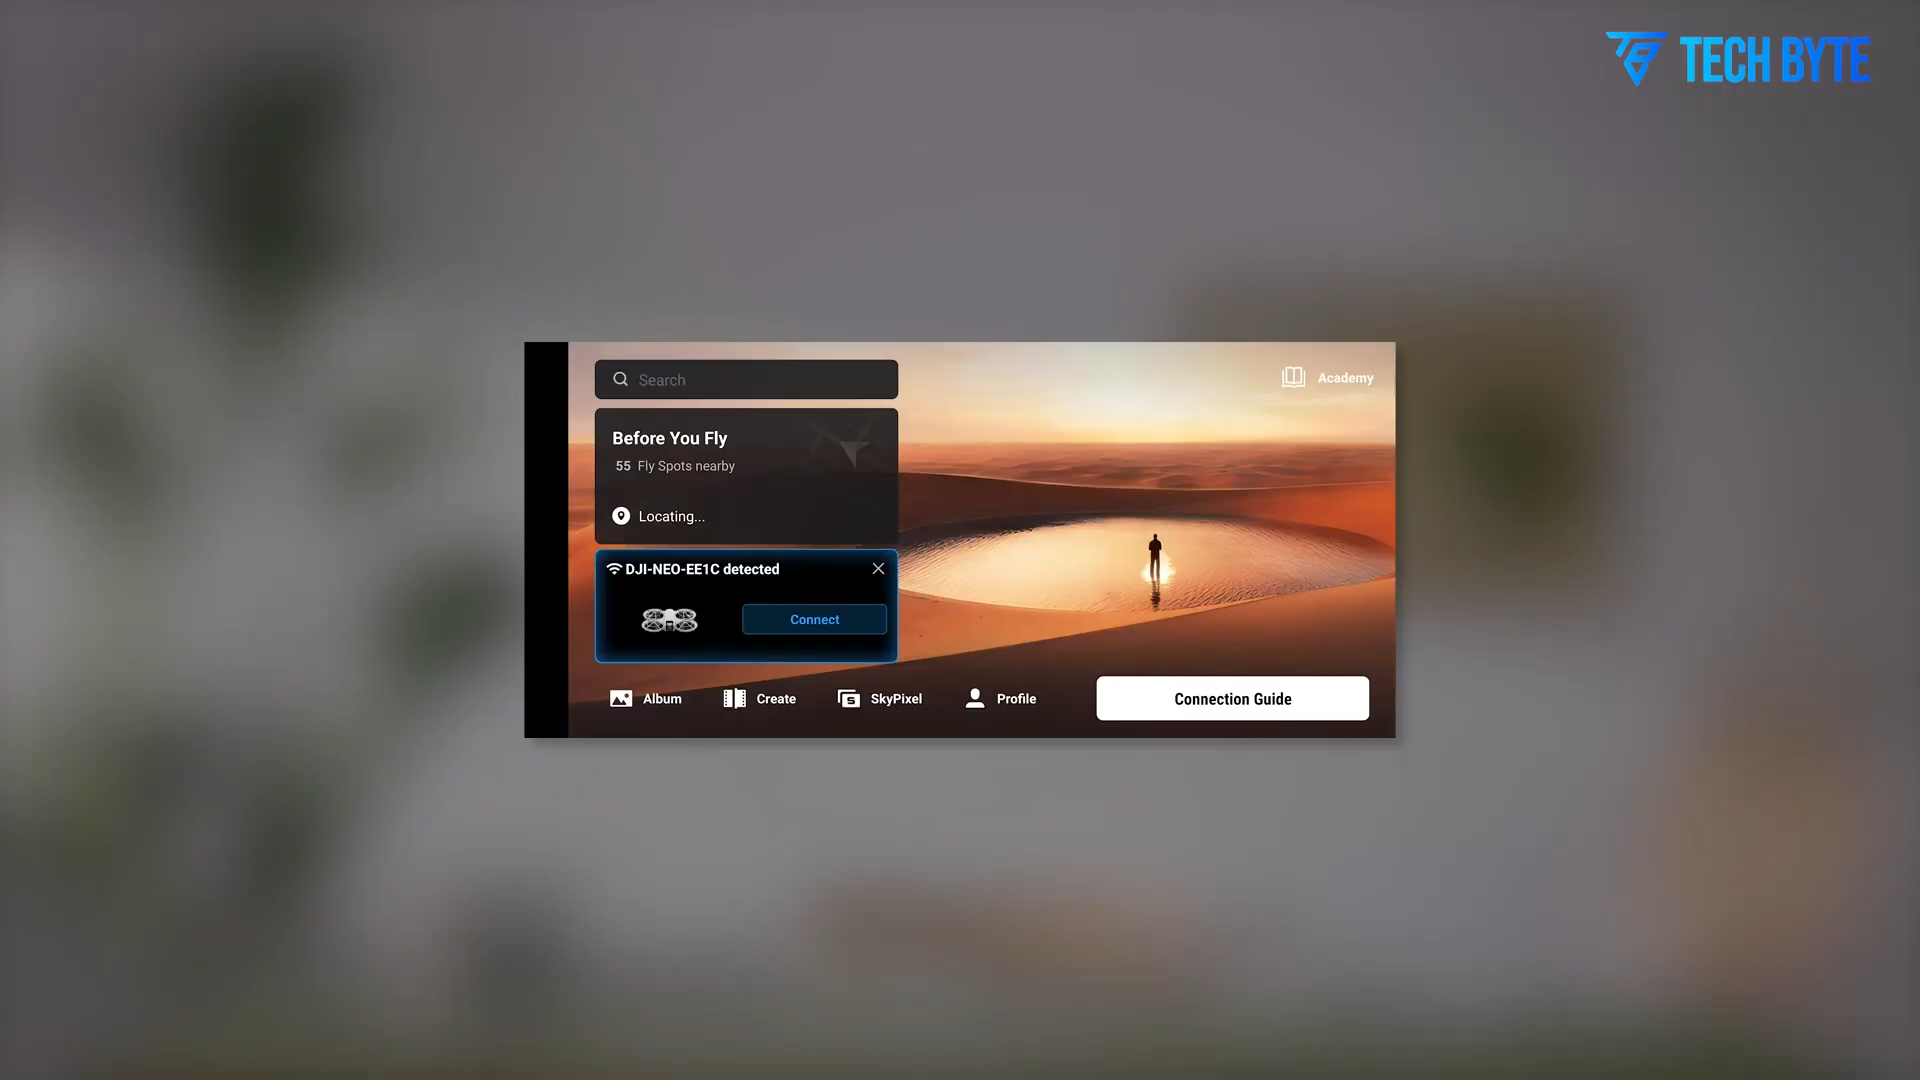 TECH BYTE
Search
Academy
Before You Fly
55 Fly Spots nearby
Locating...
DJI-NEO-EE1C detected
Connect
Album
Create
SkyPixel
Profile
Connection Guide